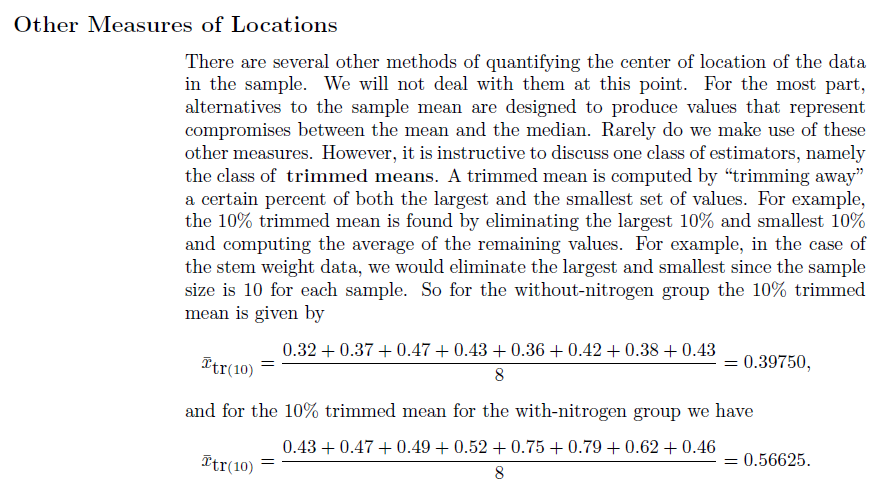 Other Measures of Locations
There are several other methods of quantifying the center of location of the data
in the sample. We will not deal with them at this point. For the most part,
alternatives to the sample mean are designed to produce values that represent
compromises between the mean and the median. Rarely do we make use of these
other measures. However, it is instructive to discuss one class of estimators, namely
the class of trimmed means. A trimmed mean is computed by “trimming away”
a certain percent of both the largest and the smallest set of values. For example,
the 10% trimmed mean is found by eliminating the largest 10% and smallest 10%
and computing the average of the remaining values. For example, in the case of
the stem weight data, we would eliminate the largest and smallest since the sample
size is 10 for each sample. So for the without-nitrogen group the 10% trimmed
mean is given by
x̄tr(10) = (0.32 + 0.37 + 0.47 + 0.43 + 0.36 + 0.42 + 0.38 + 0.43) / 8 = 0.39750,
and for the 10% trimmed mean for the with-nitrogen group we have
x̄tr(10) = (0.43 + 0.47 + 0.49 + 0.52 + 0.75 + 0.79 + 0.62 + 0.46) / 8 = 0.56625.